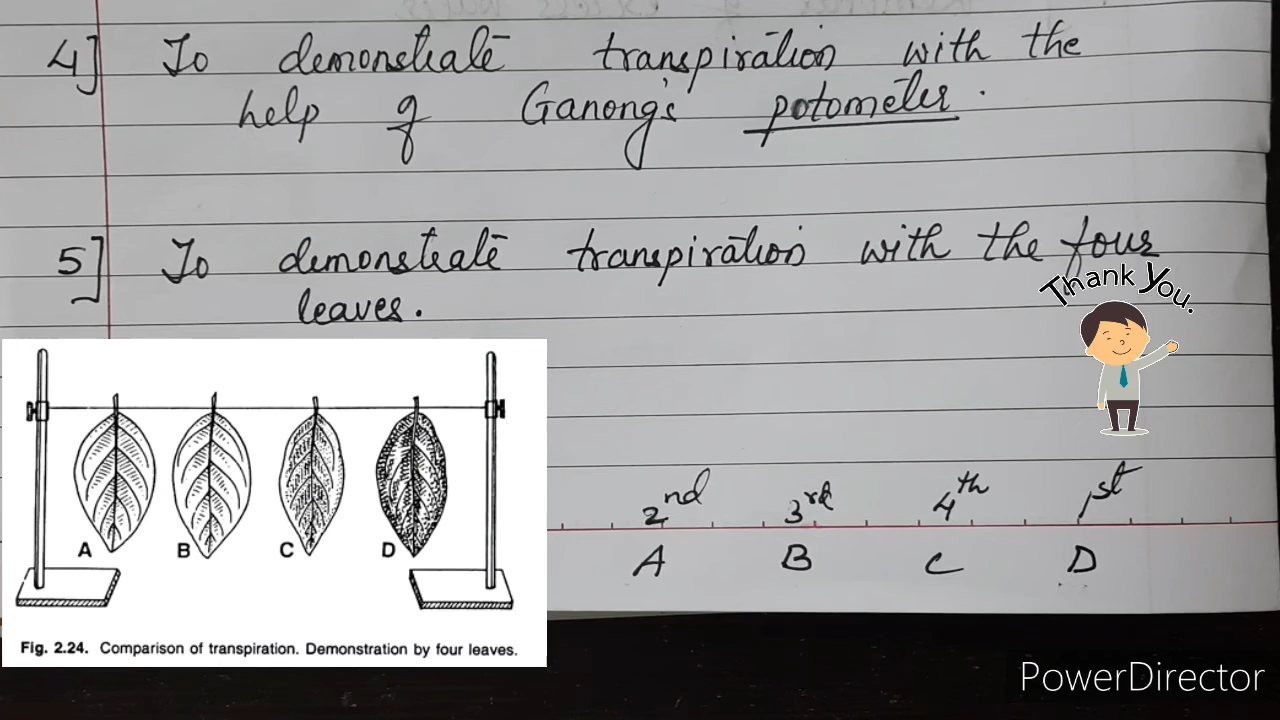 4] To demonstrate transpiration with the
help of Ganong's potometer.
5] To demonstrate transpiration with the four
leaves.
Thank You.
A B C D
Fig. 2.24. Comparison of transpiration. Demonstration by four leaves.
2nd 3rd 4th 1st
A B C D
PowerDirector